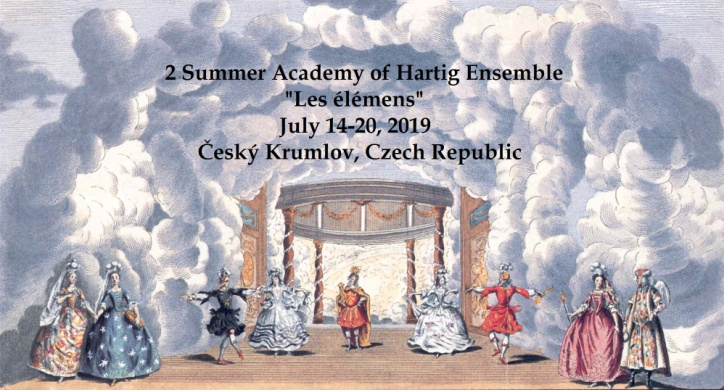 2 Summer Academy of Hartig Ensemble
"Les élémens"
July 14-20, 2019
Český Krumlov, Czech Republic